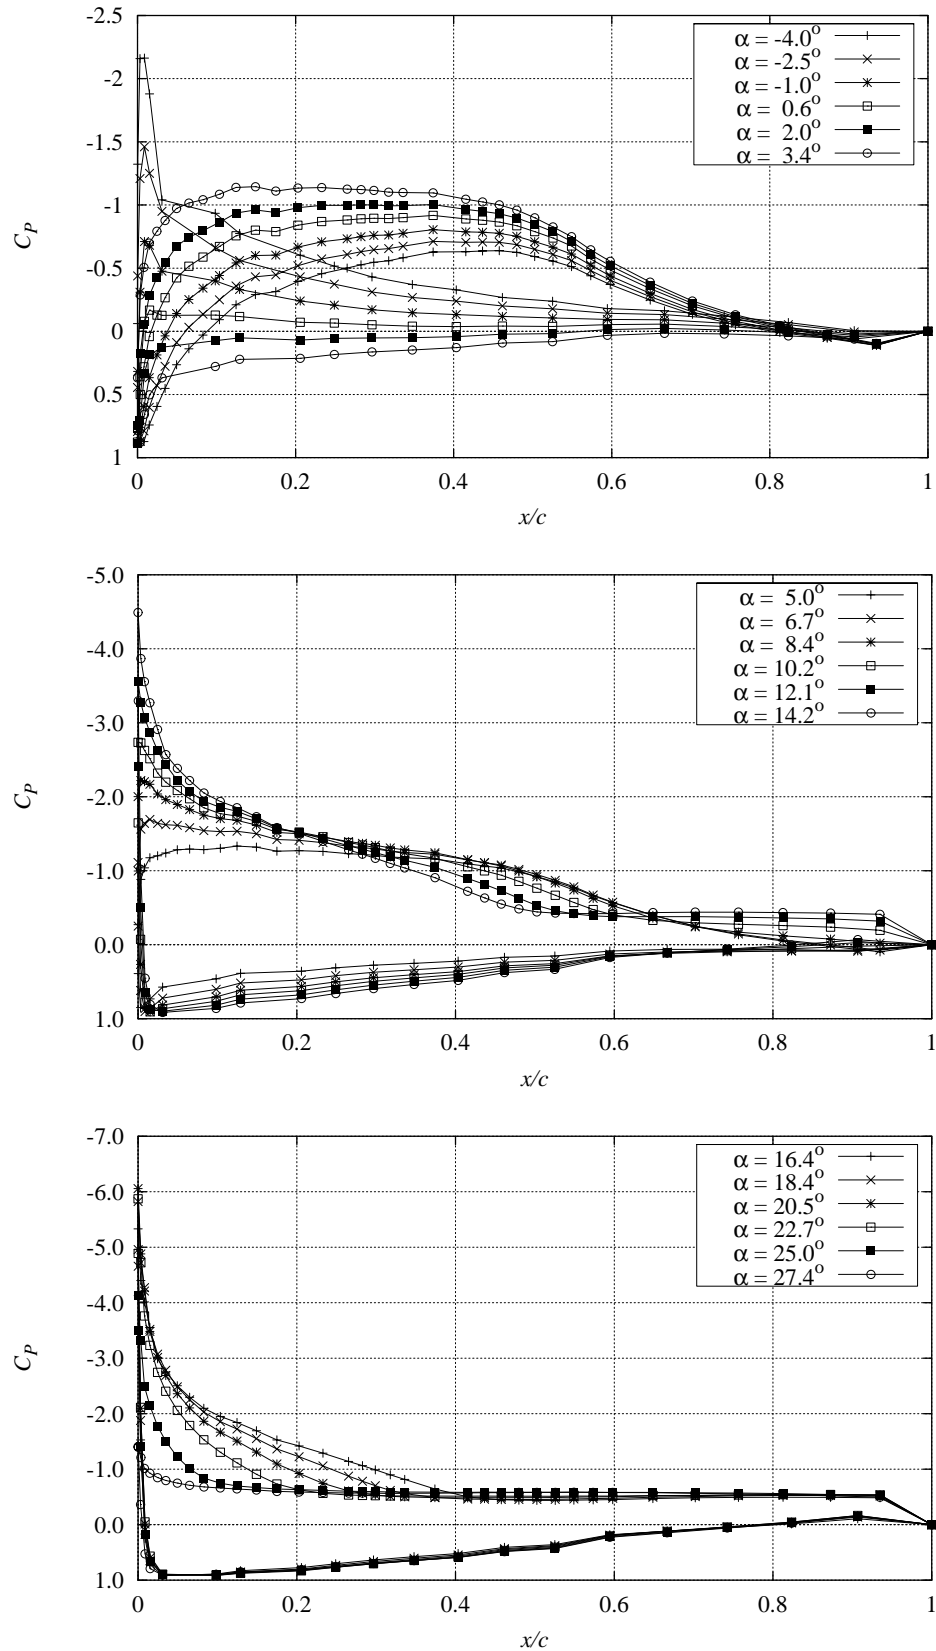 -2.5
-2
-1.5
-1
-0.5
0
0.5
1
C_P
α = -4.0°
α = -2.5°
α = -1.0°
α = 0.6°
α = 2.0°
α = 3.4°
0 0.2 0.4 0.6 0.8 1
x/c
-5.0
-4.0
-3.0
-2.0
-1.0
0.0
1.0
C_P
α = 5.0°
α = 6.7°
α = 8.4°
α = 10.2°
α = 12.1°
α = 14.2°
0 0.2 0.4 0.6 0.8 1
x/c
-7.0
-6.0
-5.0
-4.0
-3.0
-2.0
-1.0
0.0
1.0
C_P
α = 16.4°
α = 18.4°
α = 20.5°
α = 22.7°
α = 25.0°
α = 27.4°
0 0.2 0.4 0.6 0.8 1
x/c